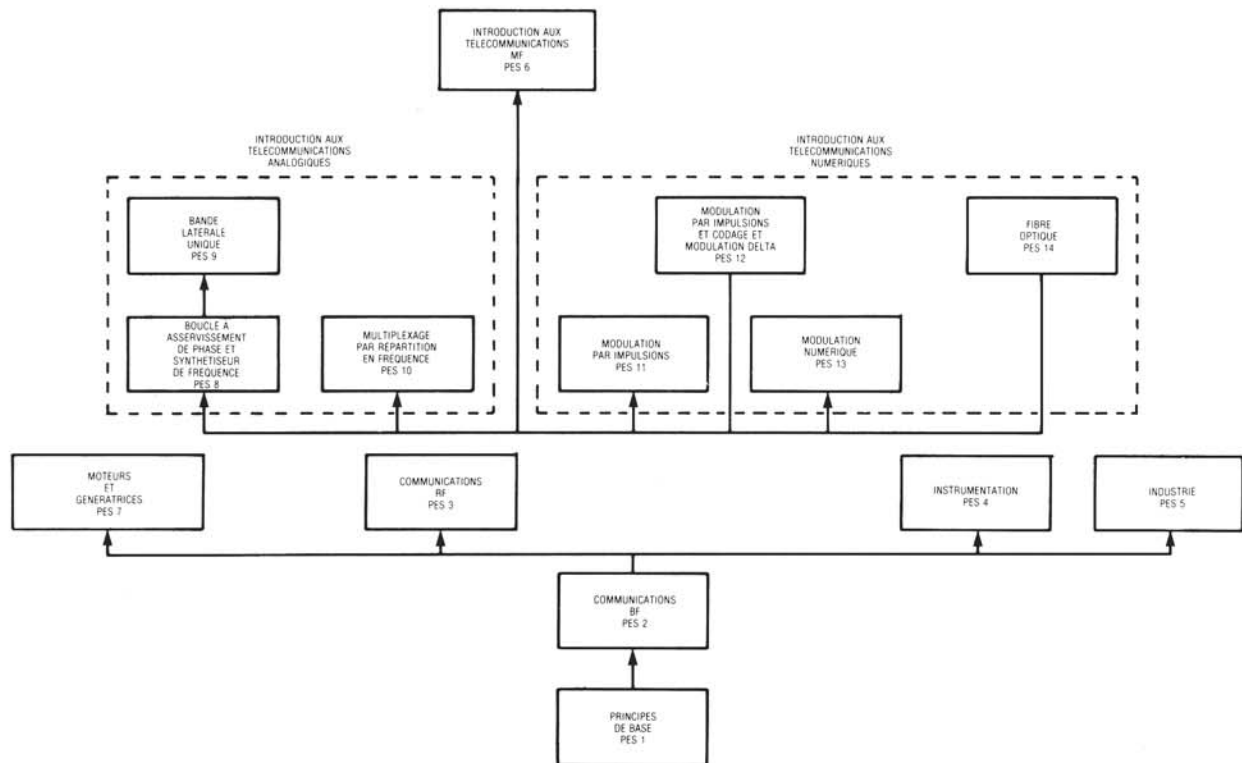 INTRODUCTION AUX
TELECOMMUNICATIONS
MF
PES 6
INTRODUCTION AUX
TELECOMMUNICATIONS
ANALOGIQUES
INTRODUCTION AUX
TELECOMMUNICATIONS
NUMERIQUES
BANDE
LATERALE
UNIQUE
PES 9
MODULATION
PAR IMPULSIONS
ET CODAGE ET
MODULATION DELTA
PES 12
FIBRE
OPTIQUE
PES 14
BOUCLE A
ASSERVISSEMENT
DE PHASE ET
SYNTHETISEUR
DE FREQUENCE
PES 8
MULTIPLEXAGE
PAR REPARTITION
EN FREQUENCE
PES 10
MODULATION
PAR IMPULSIONS
PES 11
MODULATION
NUMERIQUE
PES 13
MOTEURS
ET
GENERATRICES
PES 7
COMMUNICATIONS
RF
PES 3
INSTRUMENTATION
PES 4
INDUSTRIE
PES 5
COMMUNICATIONS
BF
PES 2
PRINCIPES
DE BASE
PES 1